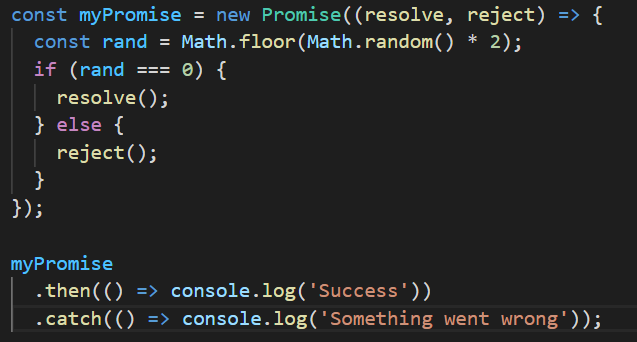 const myPromise = new Promise((resolve, reject) => {
  const rand = Math.floor(Math.random() * 2);
  if (rand === 0) {
    resolve();
  } else {
    reject();
  }
});

myPromise
  .then(() => console.log('Success'))
  .catch(() => console.log('Something went wrong'));